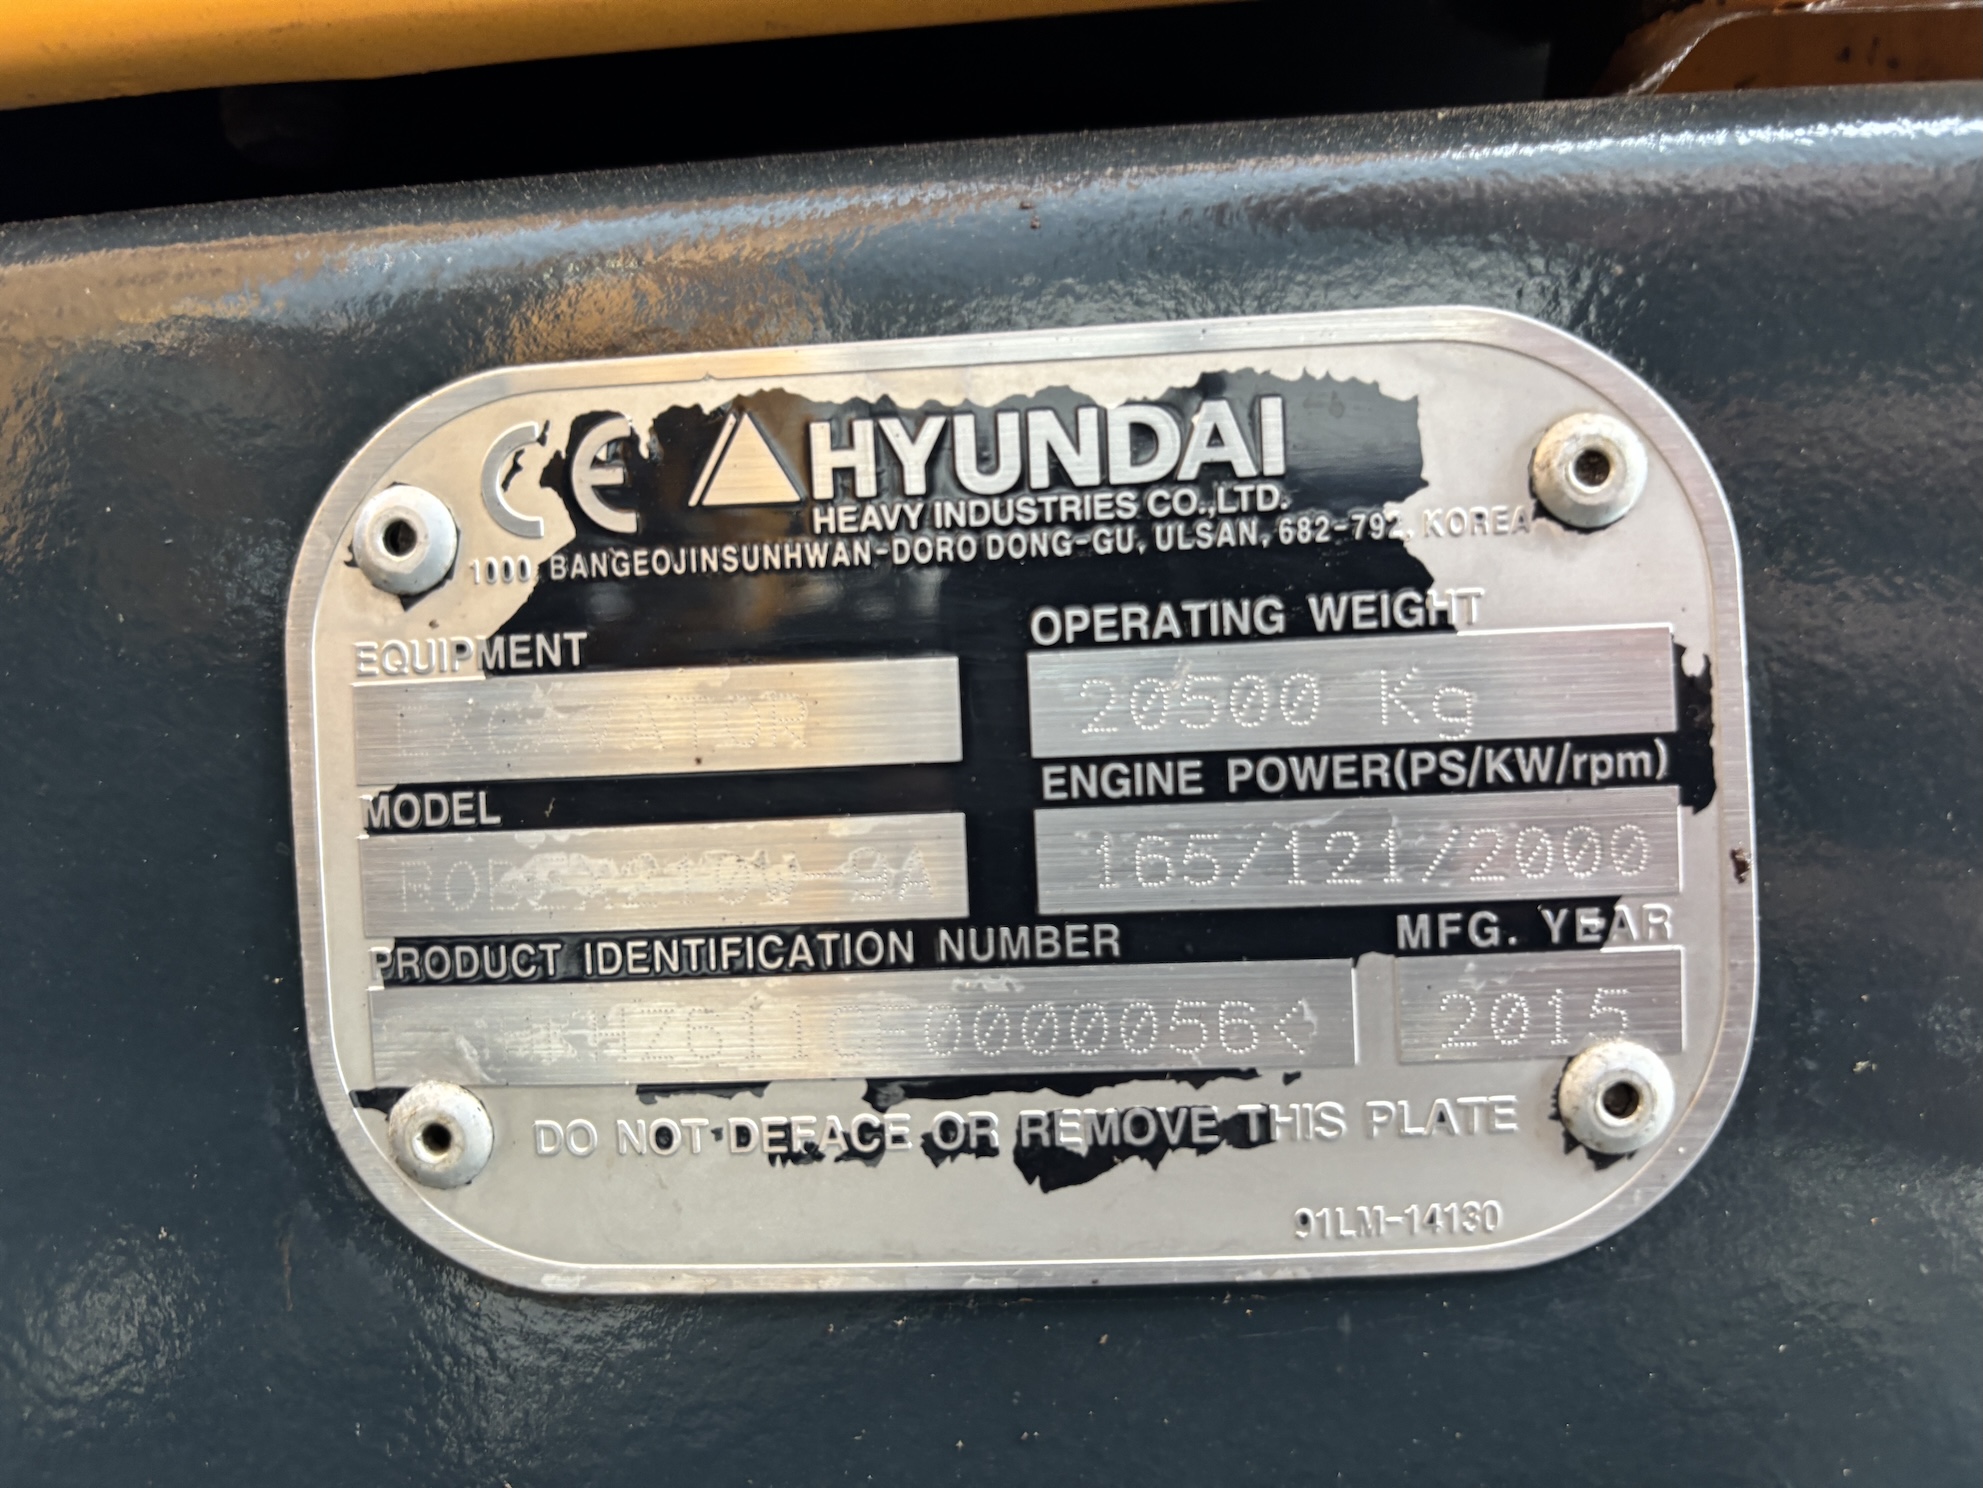 CE HYUNDAI
HEAVY INDUSTRIES CO.,LTD.
1000, BANGEOJINSUNHWAN-DORO DONG-GU, ULSAN, 682-792, KOREA
EQUIPMENT
EXCAVATOR
OPERATING WEIGHT
20500 Kg
MODEL
9A
ENGINE POWER(PS/KW/rpm)
165/121/2000
PRODUCT IDENTIFICATION NUMBER
MFG. YEAR
2015
DO NOT DEFACE OR REMOVE THIS PLATE
91LM-14130